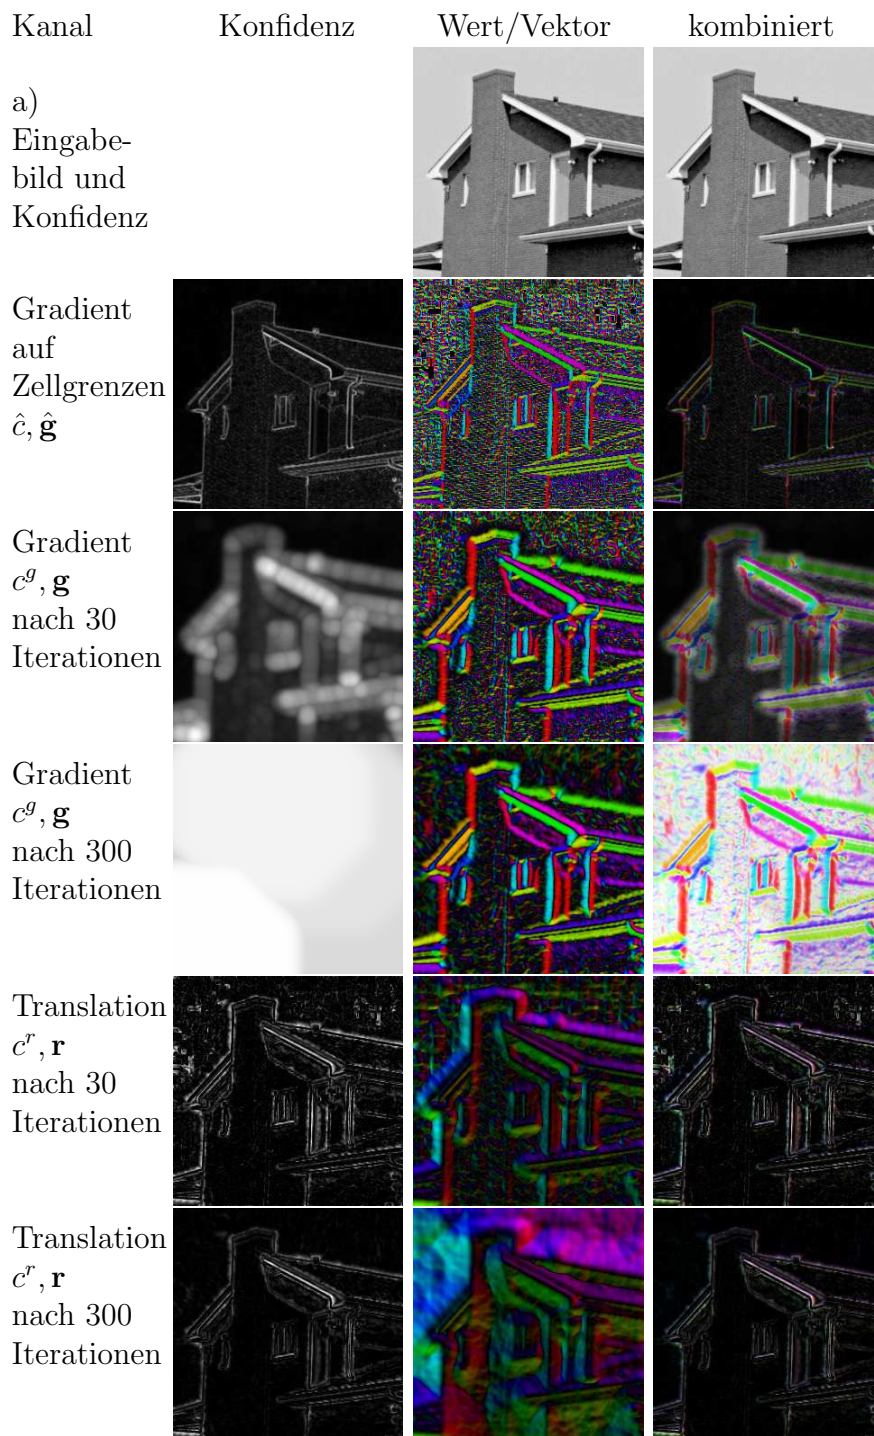 Kanal Konfidenz Wert/Vektor kombiniert
a)
Eingabe-
bild und
Konfidenz
Gradient
auf
Zellgrenzen
ĉ, ĝ
Gradient
c^g, g
nach 30
Iterationen
Gradient
c^g, g
nach 300
Iterationen
Translation
c^r, r
nach 30
Iterationen
Translation
c^r, r
nach 300
Iterationen